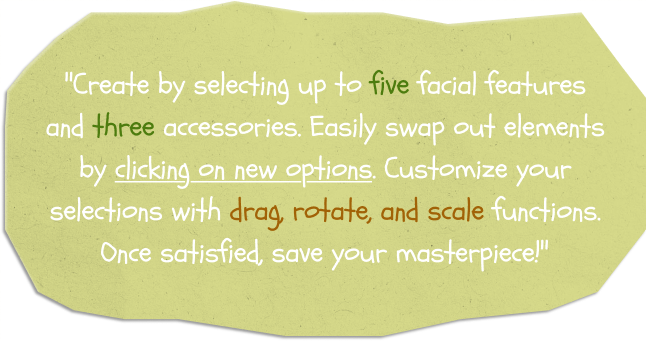 "Create by selecting up to five facial features
and three accessories. Easily swap out elements
by clicking on new options. Customize your
selections with drag, rotate, and scale functions.
Once satisfied, save your masterpiece!"